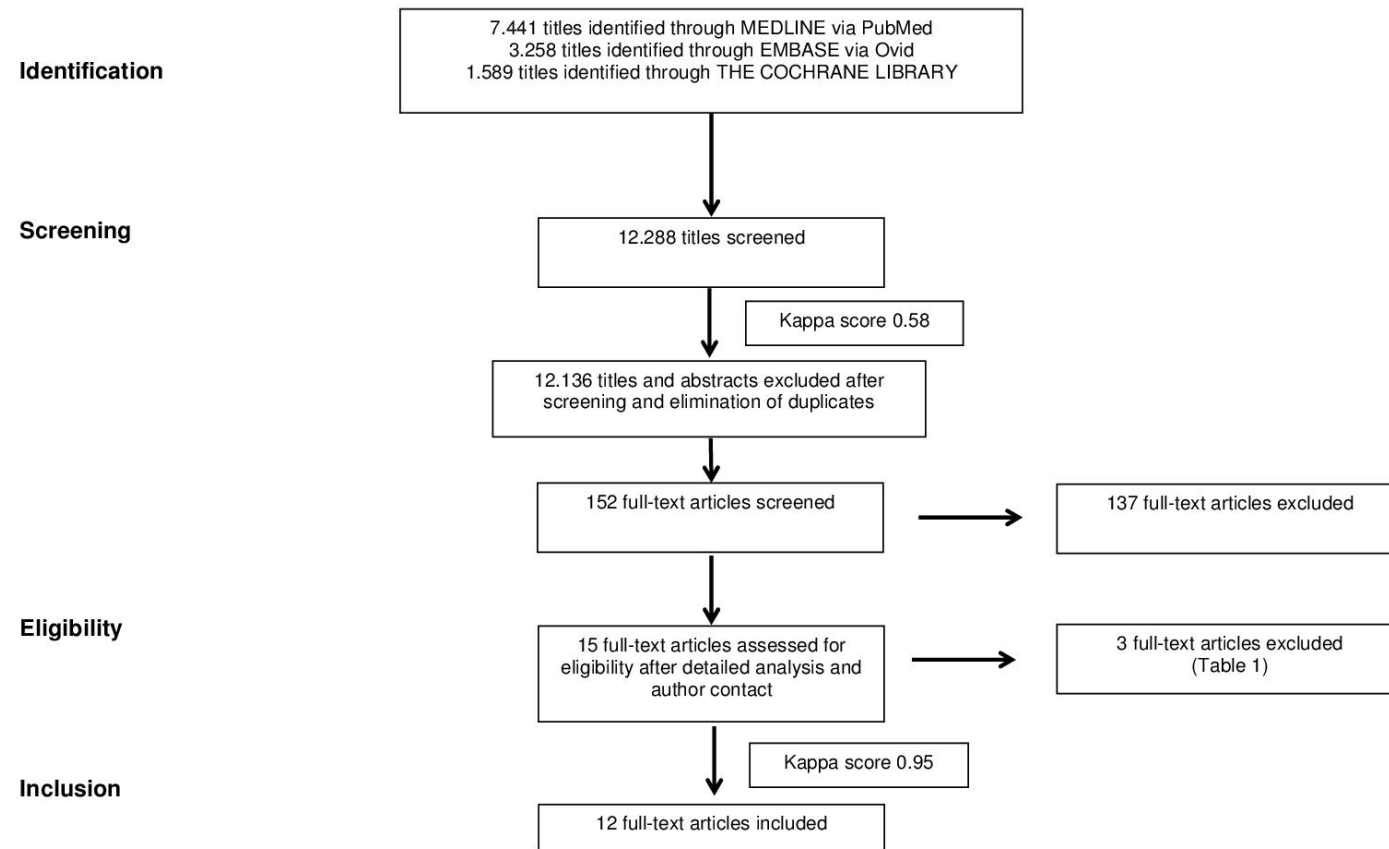 7.441 titles identified through MEDLINE via PubMed
3.258 titles identified through EMBASE via Ovid
1.589 titles identified through THE COCHRANE LIBRARY
Identification
Screening
12.288 titles screened
Kappa score 0.58
12.136 titles and abstracts excluded after
screening and elimination of duplicates
152 full-text articles screened
137 full-text articles excluded
Eligibility
15 full-text articles assessed for
eligibility after detailed analysis and
author contact
3 full-text articles excluded
(Table 1)
Kappa score 0.95
Inclusion
12 full-text articles included